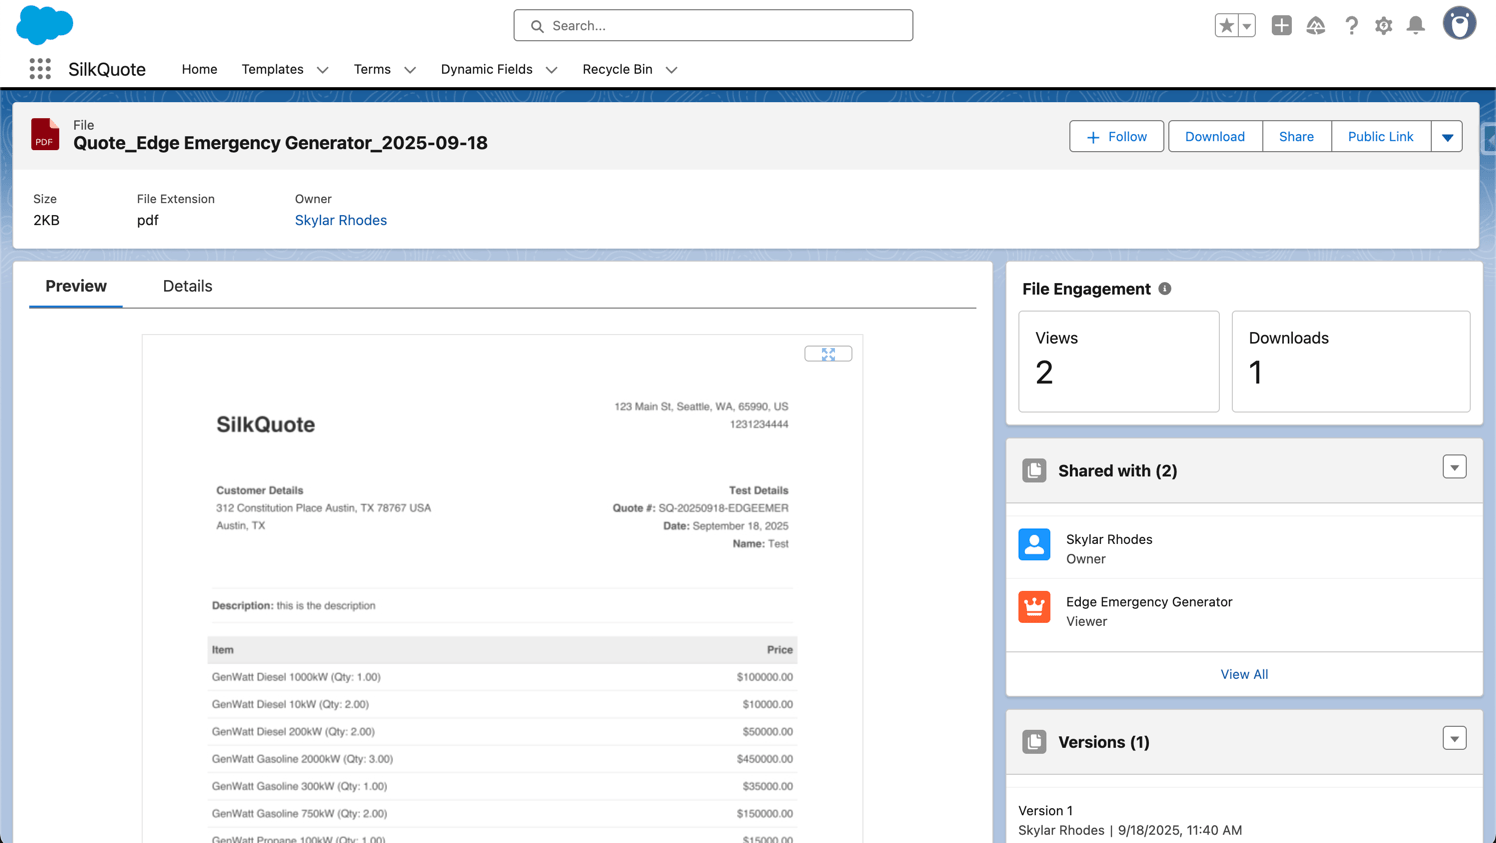 Search...
SilkQuote
Home
Templates
Terms
Dynamic Fields
Recycle Bin
PDF
File
Quote_Edge Emergency Generator_2025-09-18
Follow
Download
Share
Public Link
Size
File Extension
Owner
2KB
pdf
Skylar Rhodes
Preview
Details
SilkQuote
123 Main St, Seattle, WA, 65990, US
1231234444
Customer Details
312 Constitution Place Austin, TX 78767 USA
Austin, TX
Test Details
Quote #: SQ-20250918-EDGEEMER
Date: September 18, 2025
Name: Test
Description: this is the description
Item Price
GenWatt Diesel 1000kW (Qty: 1.00) $100000.00
GenWatt Diesel 10kW (Qty: 2.00) $10000.00
GenWatt Diesel 200kW (Qty: 2.00) $50000.00
GenWatt Gasoline 2000kW (Qty: 3.00) $450000.00
GenWatt Gasoline 300kW (Qty: 1.00) $35000.00
GenWatt Gasoline 750kW (Qty: 2.00) $150000.00
GenWatt Propane 100kW (Qty: 1.00) $15000.00
File Engagement
Views
2
Downloads
1
Shared with (2)
Skylar Rhodes
Owner
Edge Emergency Generator
Viewer
View All
Versions (1)
Version 1
Skylar Rhodes | 9/18/2025, 11:40 AM